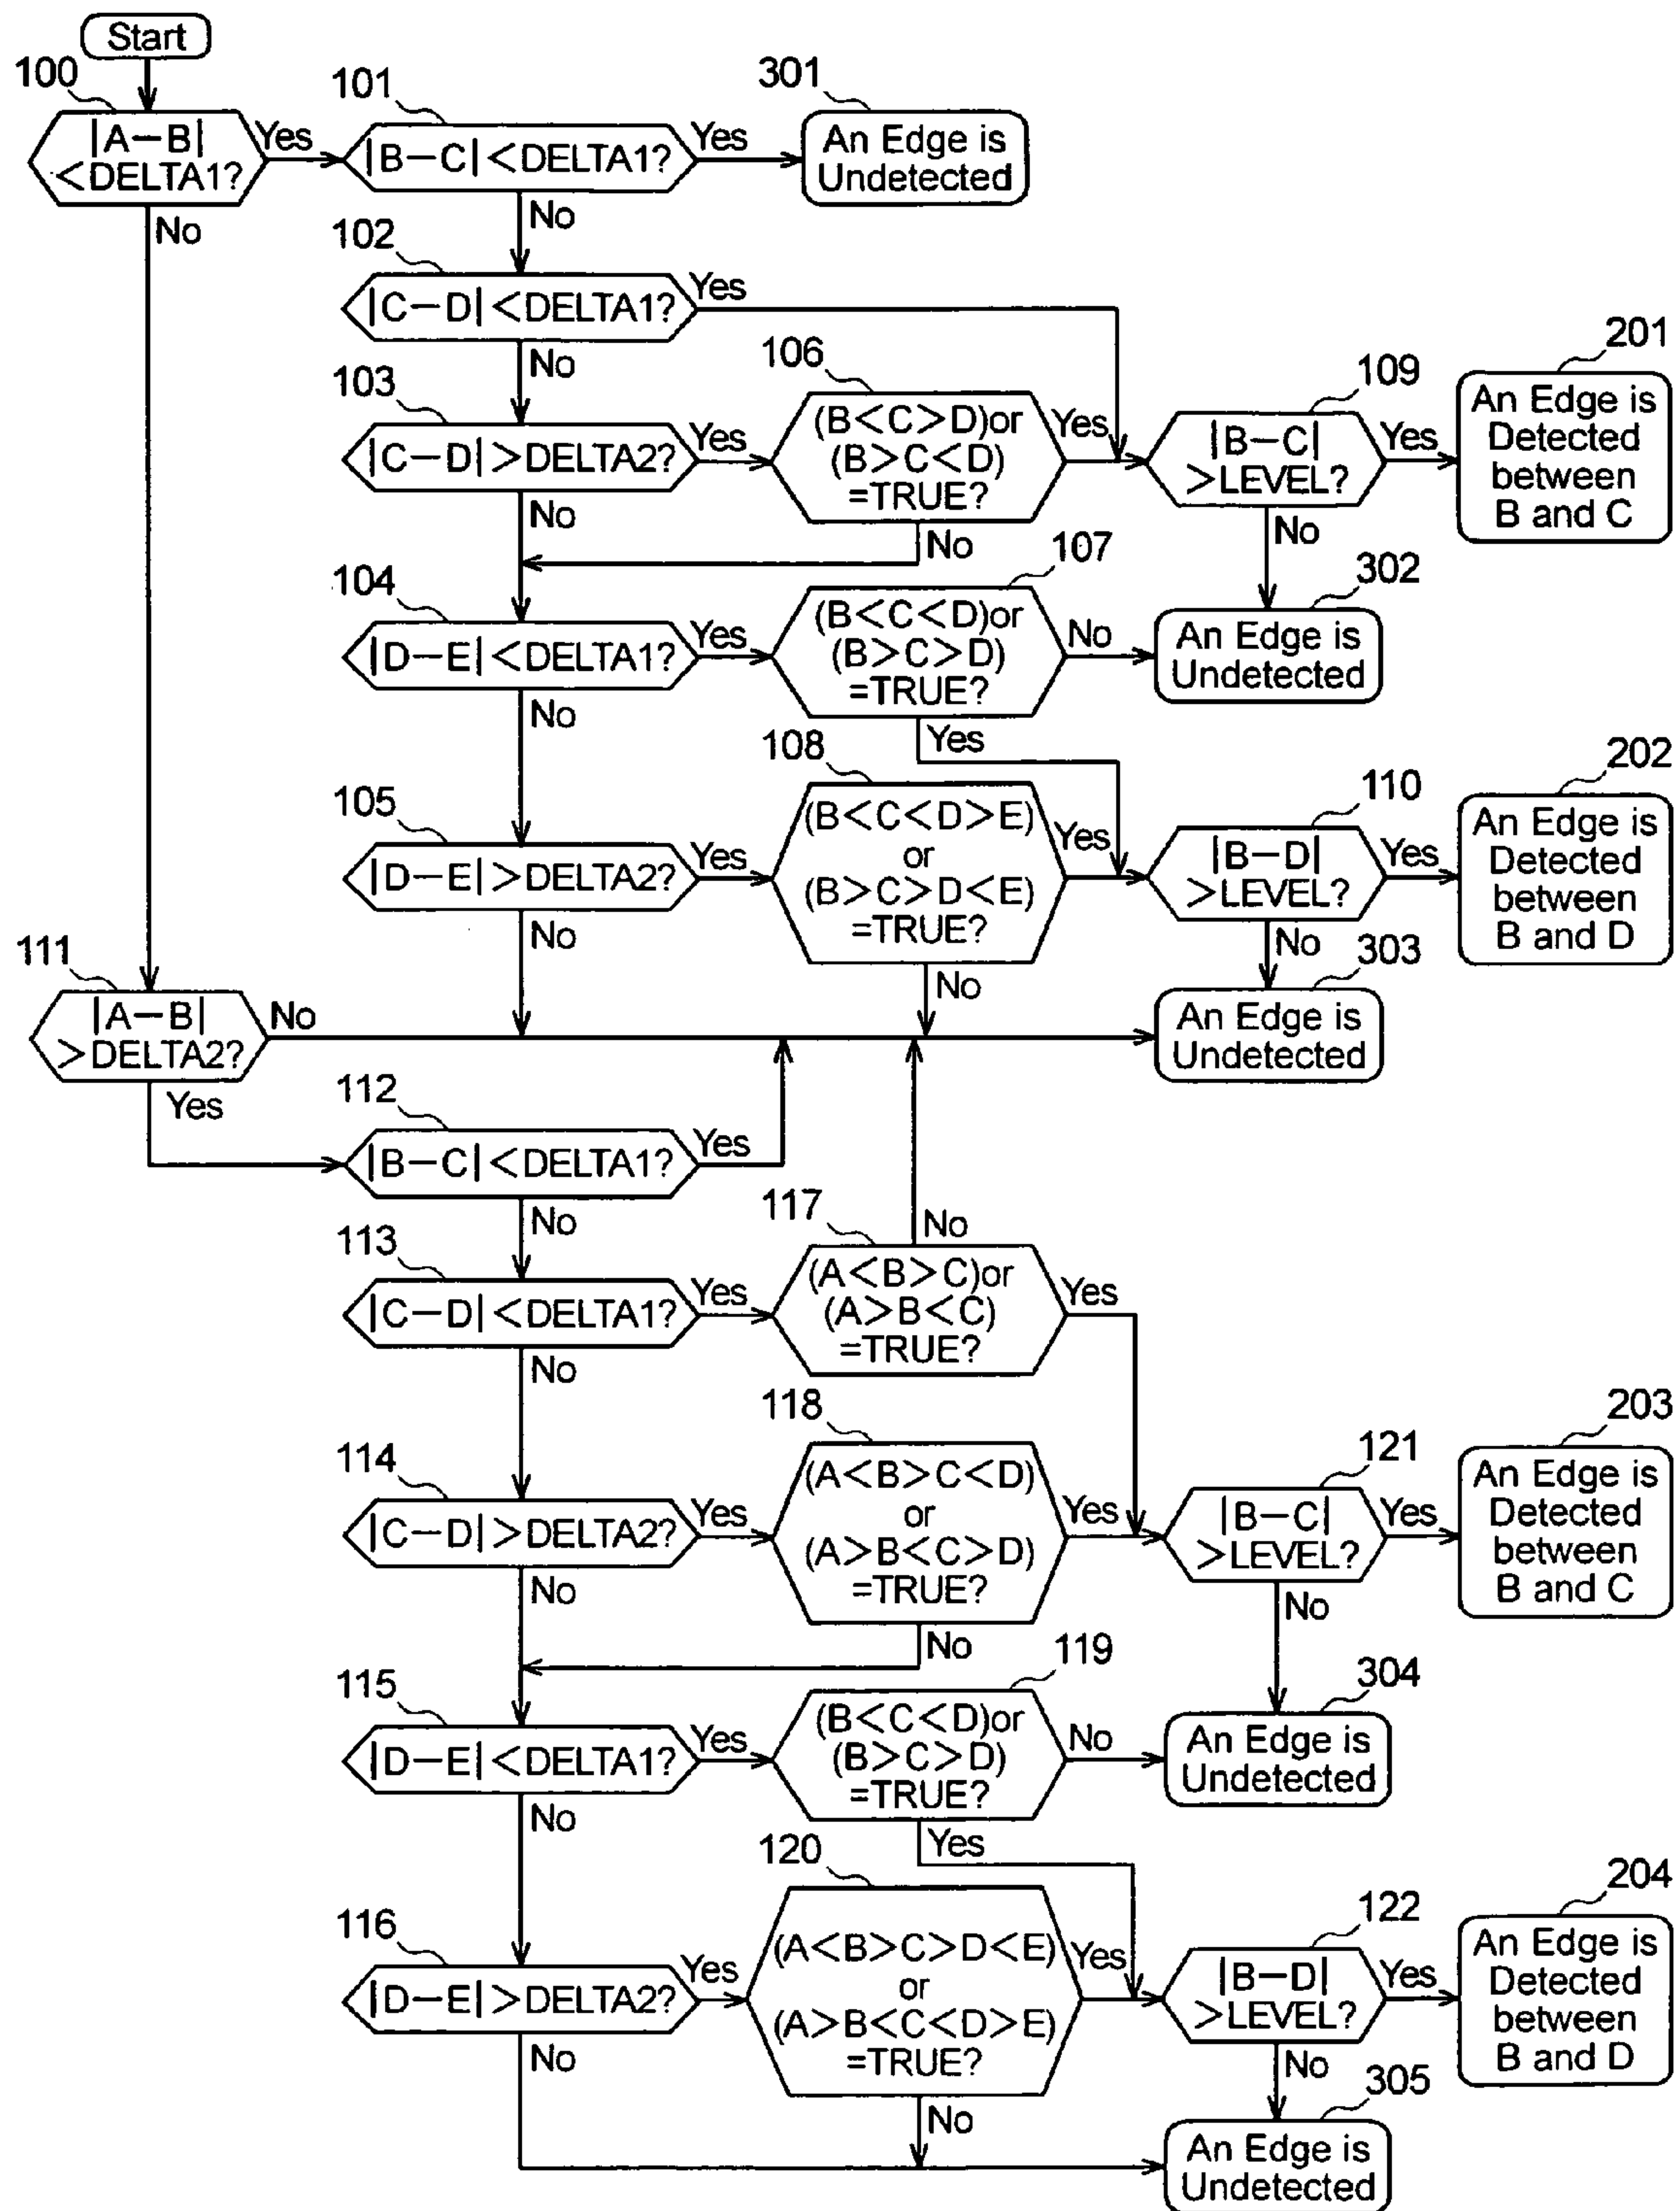 Start
100
|A−B|
<DELTA1?
Yes
No
101
|B−C|<DELTA1?
Yes
No
301
An Edge is
Undetected
102
|C−D|<DELTA1?
Yes
No
103
|C−D|>DELTA2?
Yes
No
106
(B<C>D)or
(B>C<D)
=TRUE?
Yes
No
109
|B−C|
>LEVEL?
Yes
No
201
An Edge is
Detected
between
B and C
104
|D−E|<DELTA1?
Yes
No
107
(B<C<D)or
(B>C>D)
=TRUE?
No
Yes
302
An Edge is
Undetected
105
|D−E|>DELTA2?
Yes
No
108
(B<C<D>E)
or
(B>C>D<E)
=TRUE?
Yes
No
110
|B−D|
>LEVEL?
Yes
No
202
An Edge is
Detected
between
B and D
111
|A−B|
>DELTA2?
No
Yes
303
An Edge is
Undetected
112
|B−C|<DELTA1?
Yes
No
113
|C−D|<DELTA1?
Yes
No
117
No
(A<B>C)or
(A>B<C)
=TRUE?
Yes
114
|C−D|>DELTA2?
Yes
No
118
(A<B>C<D)
or
(A>B<C>D)
=TRUE?
Yes
No
121
|B−C|
>LEVEL?
Yes
No
203
An Edge is
Detected
between
B and C
115
|D−E|<DELTA1?
Yes
No
119
(B<C<D)or
(B>C>D)
=TRUE?
No
Yes
304
An Edge is
Undetected
116
|D−E|>DELTA2?
Yes
No
120
(A<B>C>D<E)
or
(A>B<C<D>E)
=TRUE?
Yes
No
122
|B−D|
>LEVEL?
Yes
No
204
An Edge is
Detected
between
B and D
305
An Edge is
Undetected